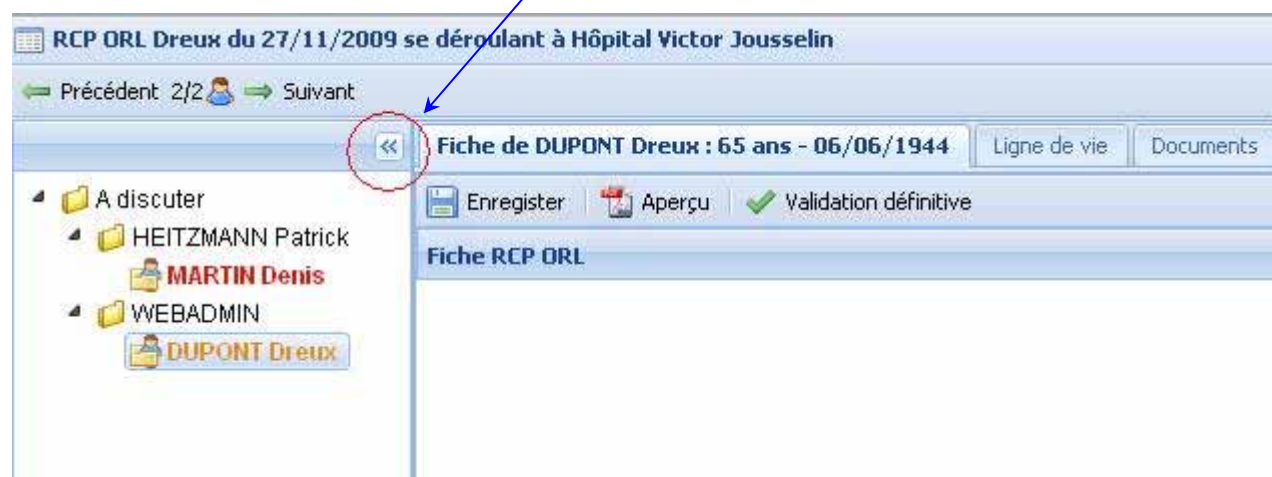 RCP ORL Dreux du 27/11/2009 se déroulant à Hôpital Victor Jousselin
Précédent 2/2 Suivant
«
Fiche de DUPONT Dreux : 65 ans - 06/06/1944 Ligne de vie Documents
A discuter
HEITZMANN Patrick
MARTIN Denis
WEBADMIN
DUPONT Dreux
Enregister Aperçu Validation définitive
Fiche RCP ORL